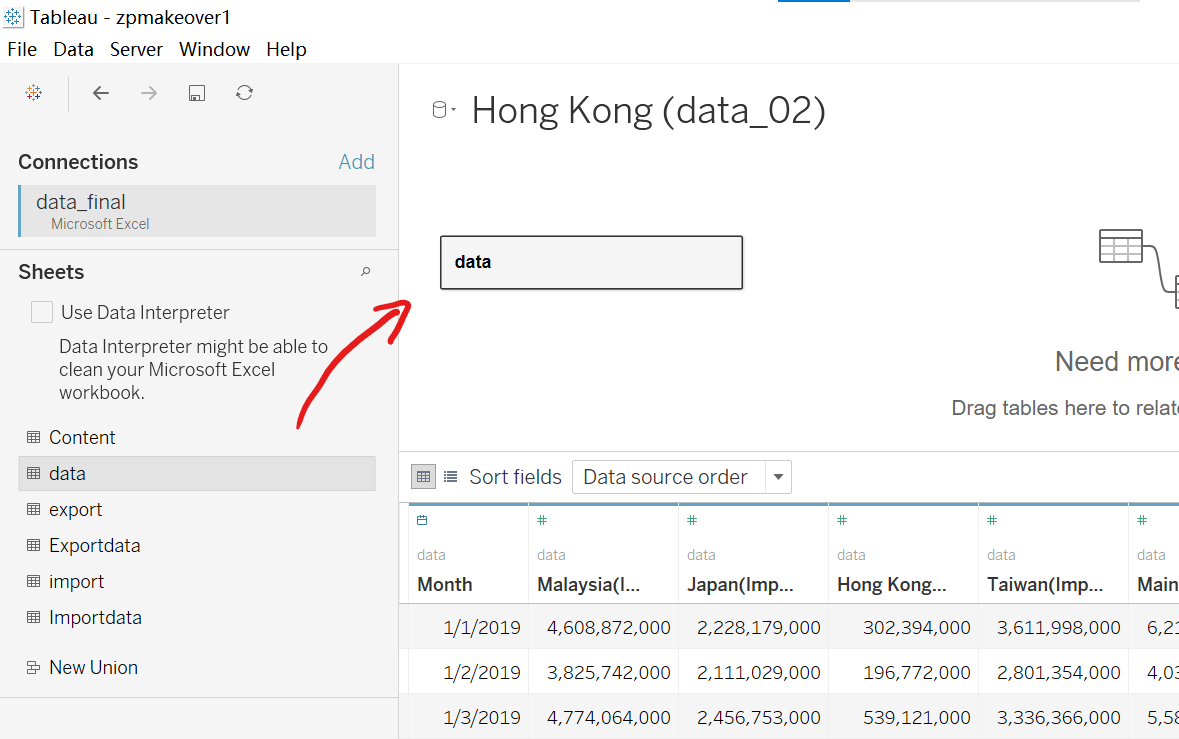 Tableau - zpmakeover1
File Data Server Window Help
Connections Add
data_final
Microsoft Excel
Sheets
Use Data Interpreter
Data Interpreter might be able to
clean your Microsoft Excel
workbook.
Content
data
export
Exportdata
import
Importdata
New Union
Hong Kong (data_02)
data
Need more
Drag tables here to relate
Sort fields Data source order
data data data data data data
Month Malaysia(I... Japan(Imp... Hong Kong... Taiwan(Imp... Main
1/1/2019 4,608,872,000 2,228,179,000 302,394,000 3,611,998,000 6,21
1/2/2019 3,825,742,000 2,111,029,000 196,772,000 2,801,354,000 4,03
1/3/2019 4,774,064,000 2,456,753,000 539,121,000 3,336,366,000 5,58